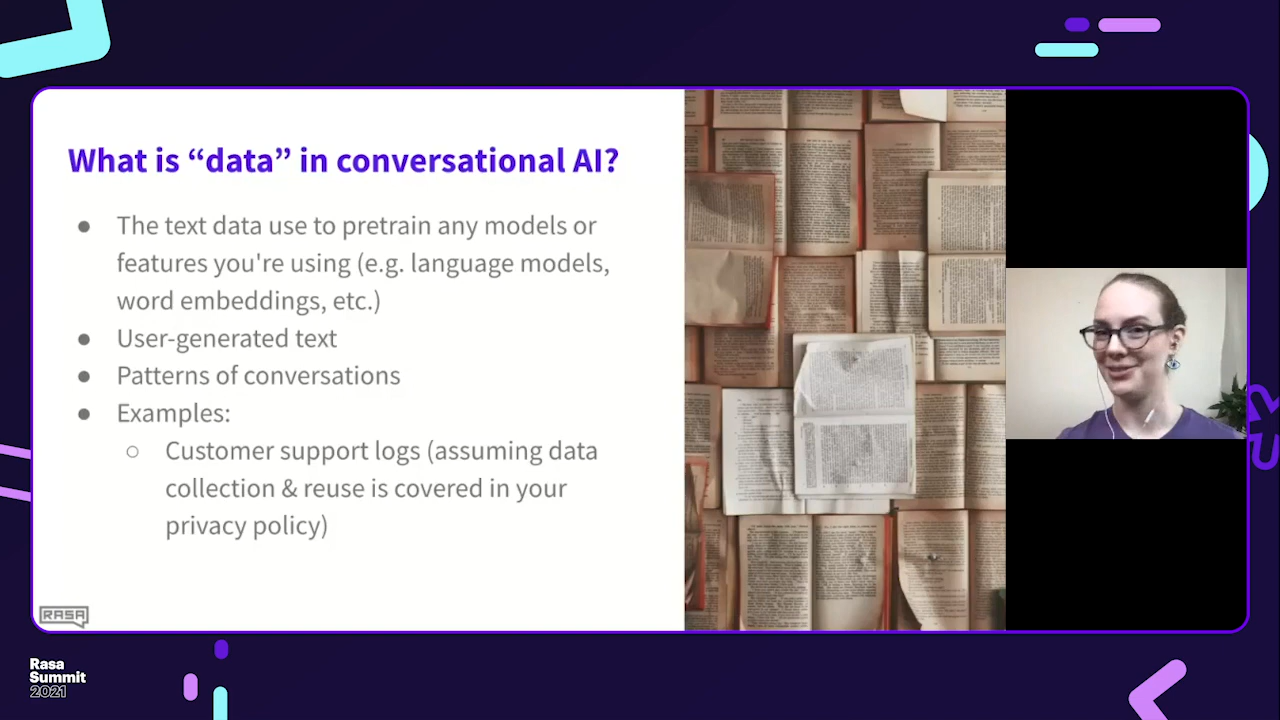 What is “data” in conversational AI?
● The text data use to pretrain any models or
features you're using (e.g. language models,
word embeddings, etc.)
● User-generated text
● Patterns of conversations
● Examples:
○ Customer support logs (assuming data
collection & reuse is covered in your
privacy policy)
RASA
Rasa
Summit
2021